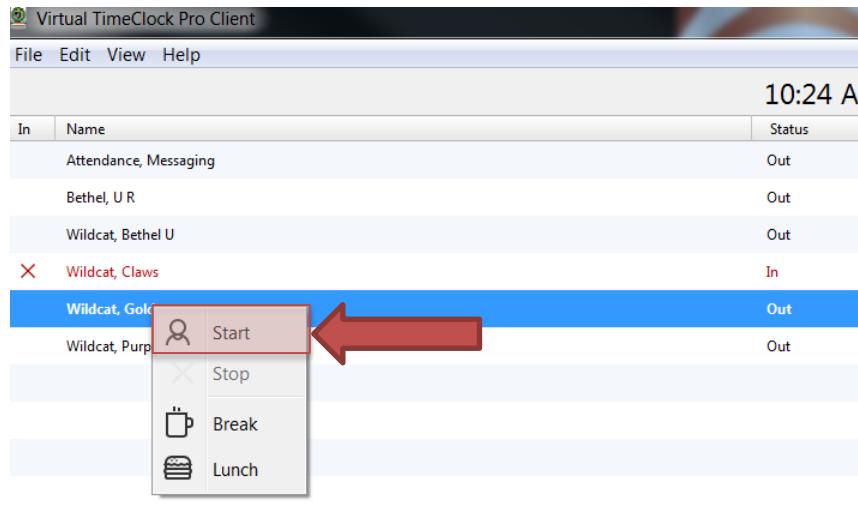 Virtual TimeClock Pro Client
File Edit View Help
10:24 A
In Name Status
Attendance, Messaging Out
Bethel, U R Out
Wildcat, Bethel U Out
Wildcat, Claws In
Wildcat, Gold Out
Wildcat, Purp Out
Start
Stop
Break
Lunch